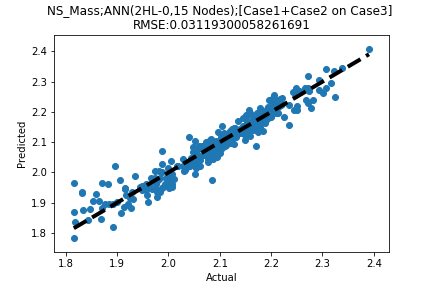 NS_Mass;ANN(2HL-0,15 Nodes);[Case1+Case2 on Case3]
RMSE:0.03119300058261691
2.4
2.3
2.2
2.1
2.0
1.9
1.8
Predicted
1.8 1.9 2.0 2.1 2.2 2.3 2.4
Actual